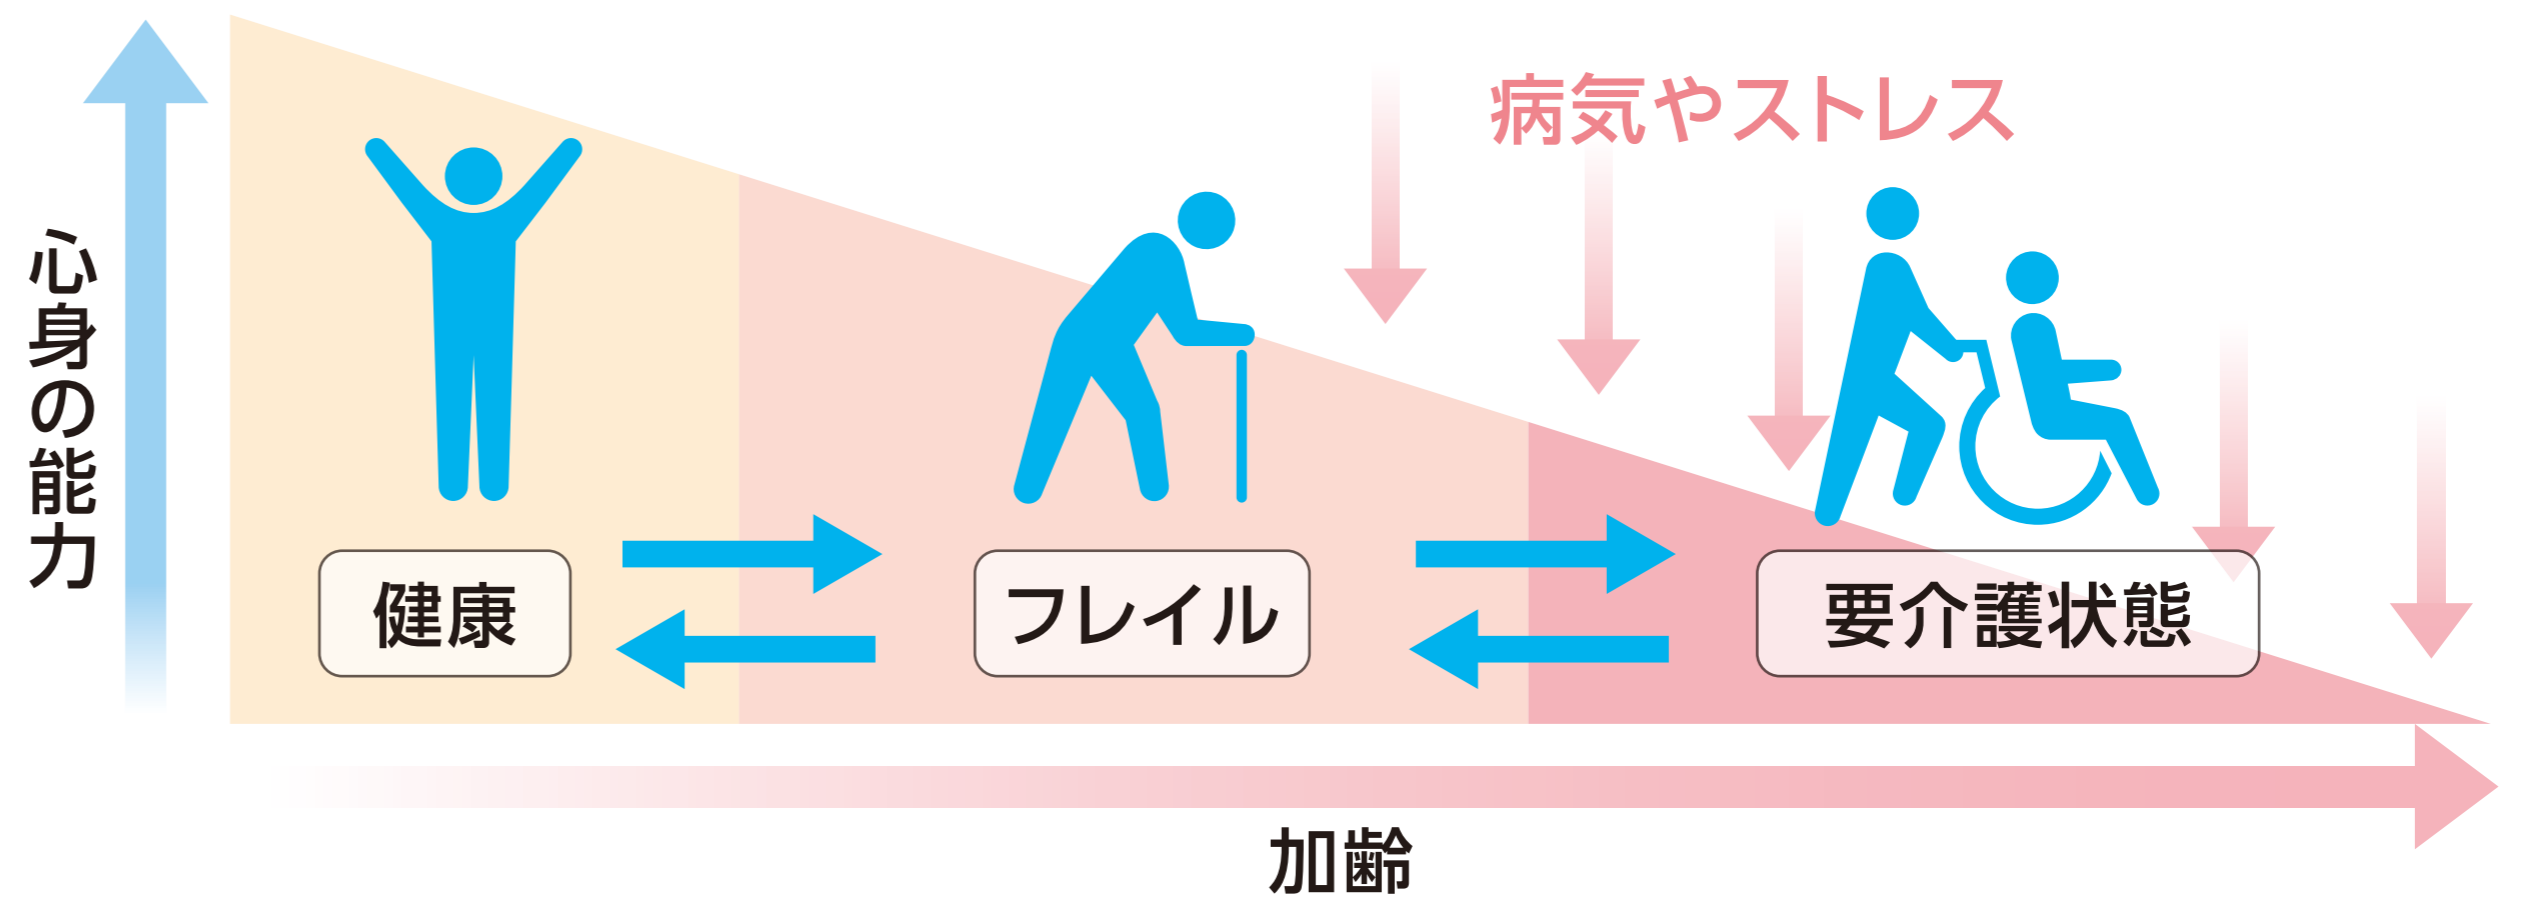 病気やストレス
心身の能力
健康
フレイル
要介護状態
加齢